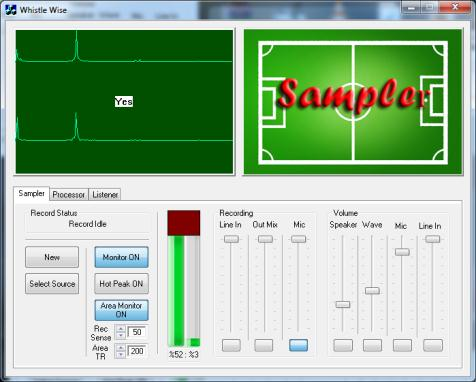 Whistle Wise
Yes
Sampler
Sampler Processor Listener
Record Status
Record Idle
New
Monitor ON
Select Source
Hot Peak ON
Area Monitor
ON
Rec
Sense
50
Area
TR
200
%52 : %3
Recording
Line In Out Mix Mic
Volume
Speaker Wave Mic Line In